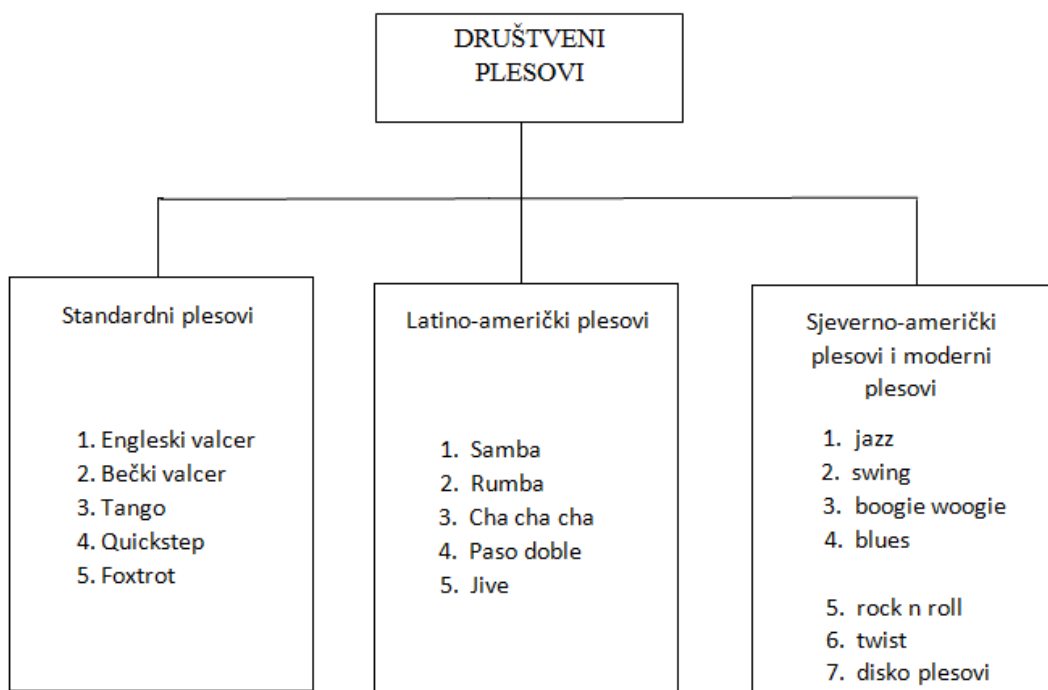 DRUŠTVENI
PLESOVI
Standardni plesovi
1. Engleski valcer
2. Bečki valcer
3. Tango
4. Quickstep
5. Foxtrot
Latino-američki plesovi
1. Samba
2. Rumba
3. Cha cha cha
4. Paso doble
5. Jive
Sjeverno-američki
plesovi i moderni
plesovi
1. jazz
2. swing
3. boogie woogie
4. blues
5. rock n roll
6. twist
7. disko plesovi